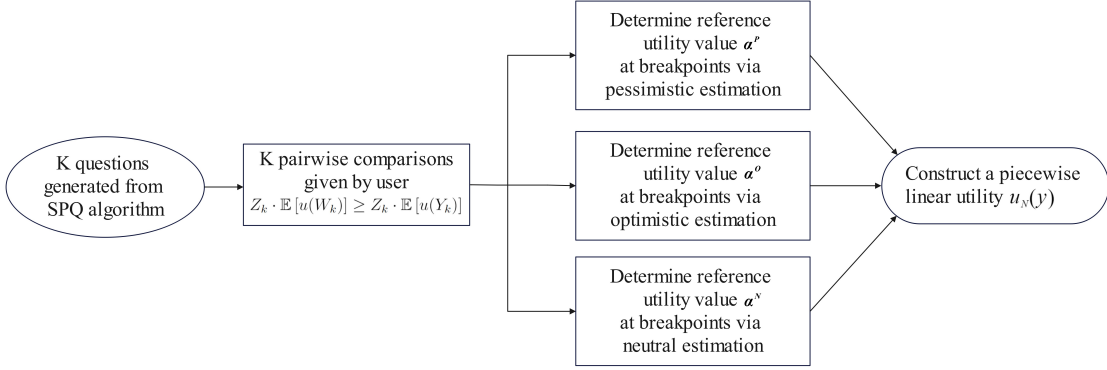 K questions
generated from
SPQ algorithm
K pairwise comparisons
given by user
Z_k · 𝔼 [u(W_k)] ≥ Z_k · 𝔼 [u(Y_k)]
Determine reference
utility value α^P
at breakpoints via
pessimistic estimation
Determine reference
utility value α^O
at breakpoints via
optimistic estimation
Determine reference
utility value α^N
at breakpoints via
neutral estimation
Construct a piecewise
linear utility u_N(y)